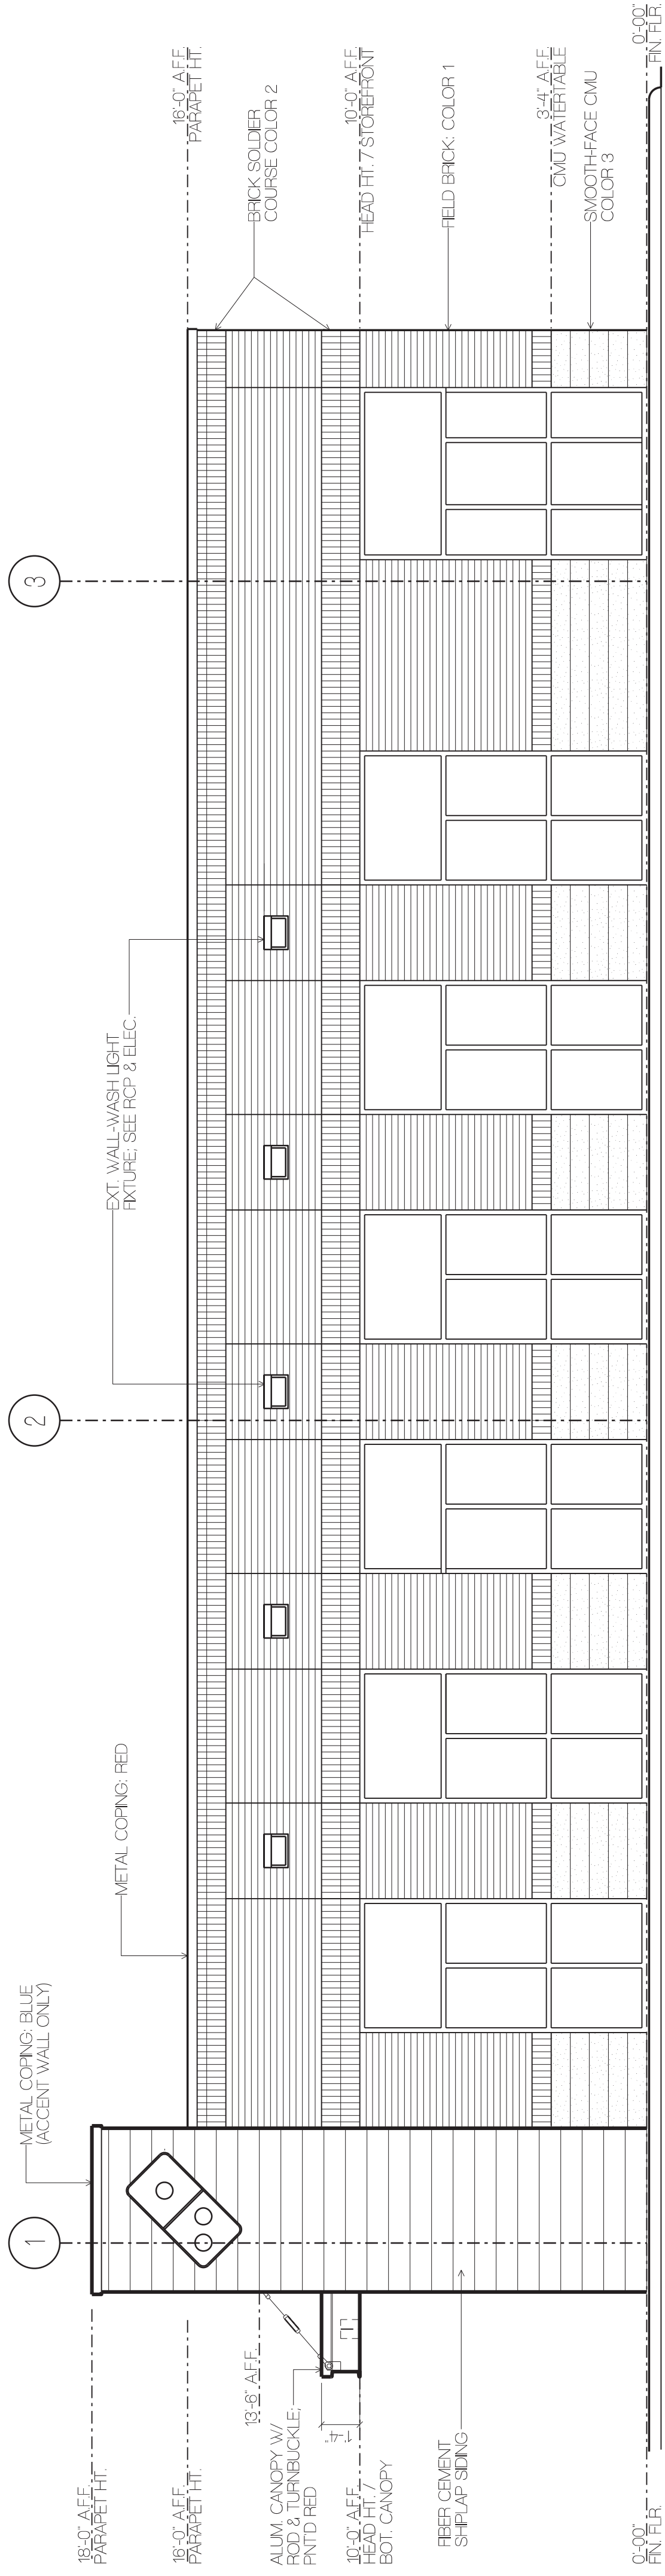 1
2
3
METAL COPING: BLUE
(ACCENT WALL ONLY)
METAL COPING: RED
EXT. WALL-WASH LIGHT
FIXTURE; SEE RCP & ELEC.
18'-0" A.F.F.
PARAPET HT.
16'-0" A.F.F.
PARAPET HT.
13'-6" A.F.F.
ALUM. CANOPY W/
ROD & TURNBUCKLE;
PNT'D RED
1'-4"
10'-0" A.F.F.
HEAD HT. /
BOT. CANOPY
FIBER CEMENT
SHIPLAP SIDING
0'-00"
FIN. FLR.
16'-0" A.F.F.
PARAPET HT.
BRICK SOLDIER
COURSE COLOR 2
10'-0" A.F.F.
HEAD HT. / STOREFRONT
FIELD BRICK: COLOR 1
3'-4" A.F.F.
CMU WATERTABLE
SMOOTH-FACE CMU
COLOR 3
0'-00"
FIN. FLR.